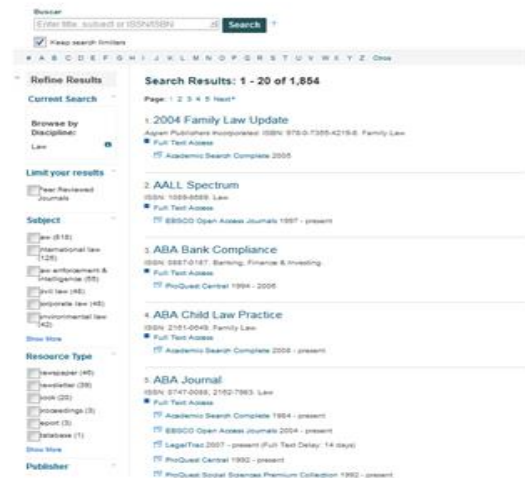 Buscar
Enter title, subject or ISSN/ISBN
Search
Keep search limiters
# A B C D E F G H I J K L M N O P Q R S T U V W X Y Z Otros
Refine Results
Current Search
Browse by
Discipline:
Law
Limit your results
Peer Reviewed
Journals
Subject
law (618)
international law
(126)
law enforcement &
intelligence (55)
civil law (48)
corporate law (48)
environmental law
(42)
Show More
Resource Type
newspaper (46)
newsletter (39)
book (20)
proceedings (3)
report (3)
database (1)
Show More
Publisher
Search Results: 1 - 20 of 1,854
Page: 1 2 3 4 5 Next
1. 2004 Family Law Update
Aspen Publishers Incorporated. ISBN: 978-0-7355-4219-8. Family Law
Full Text Access
Academic Search Complete 2005
2. AALL Spectrum
ISSN: 1089-8689. Law
Full Text Access
EBSCO Open Access Journals 1997 - present
3. ABA Bank Compliance
ISSN: 0887-0187. Banking, Finance & Investing
Full Text Access
ProQuest Central 1994 - 2006
4. ABA Child Law Practice
ISSN: 2161-0649. Family Law
Full Text Access
Academic Search Complete 2008 - present
5. ABA Journal
ISSN: 0747-0088, 2162-7983. Law
Full Text Access
Academic Search Complete 1984 - present
EBSCO Open Access Journals 2004 - present
LegalTrac 2007 - present (Full Text Delay: 14 days)
ProQuest Central 1992 - present
ProQuest Social Sciences Premium Collection 1992 - present